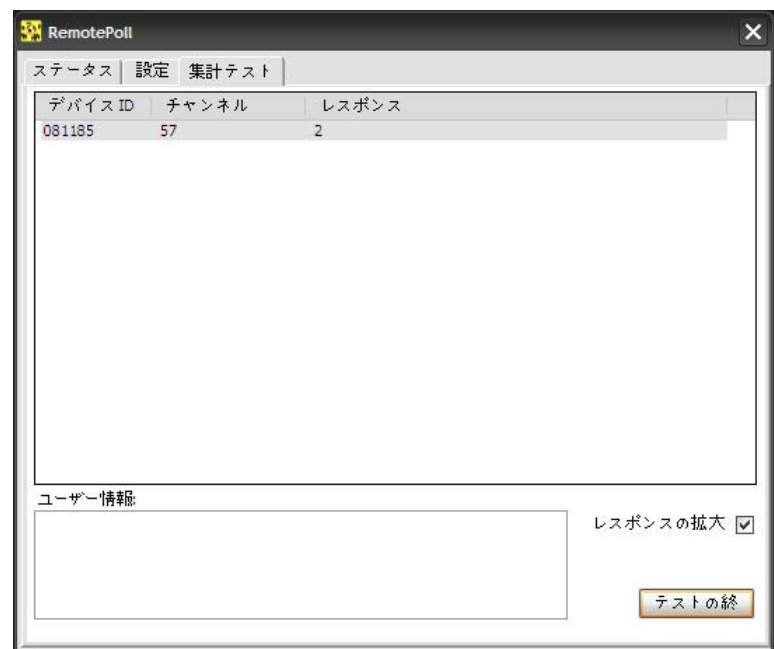 RemotePoll
ステータス 設定 集計テスト
デバイスID チャンネル レスポンス
081185 57 2
ユーザー情報:
レスポンスの拡大
テストの終